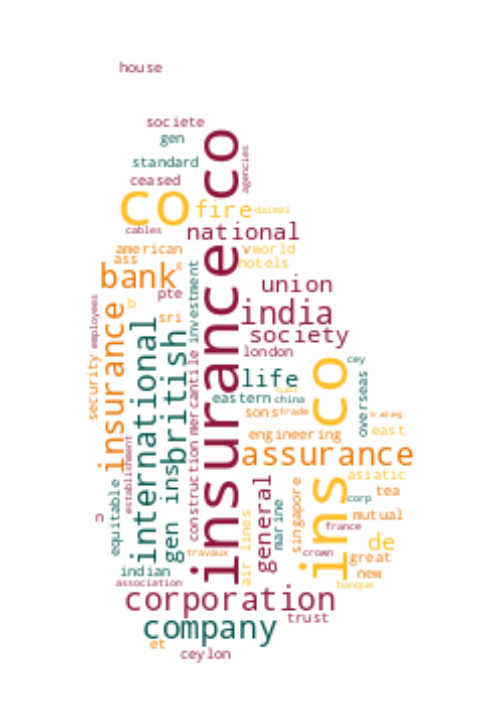 house
societe
gen
standard
ceased
insurance co
agencies
co
fire
daimei
cables
national
american
ass
v
world
hotels
bank
pte
investment
union
b
sri
india
society
employees
insurance
international
british
london
life
cey
co
overseas
security
eastern
china
sons
trade
trading
engineering
east
mercantile
construction
assurance
establishment
gen ins
general
marine
singapore
ins
asiatic
tea
corp
n
equitable
air lines
mutual
france
de
travaux
crown
great
indian
new
association
banque
corporation
trust
company
et
ceylon